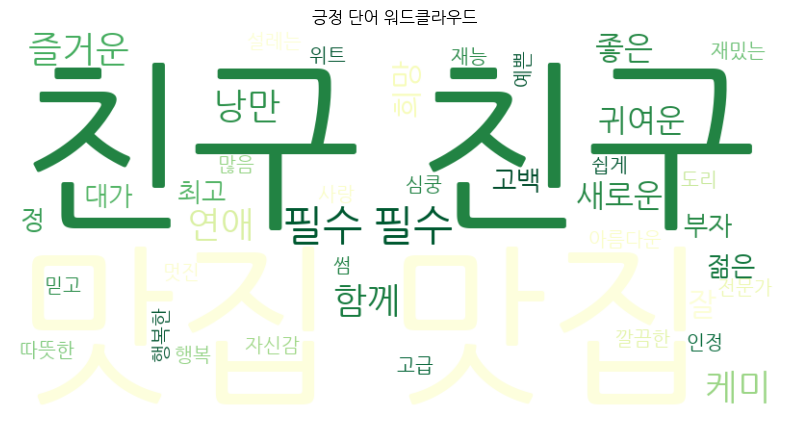 긍정 단어 워드클라우드
즐거운
설레는
위트
재능
예쁜
좋은
재밌는
친구
친구
낭만
희망
귀여운
많음
쉽게
대가
최고
사람
심쿵
고백
새로운
도리
정
연애
필수 필수
부자
아름다운
맛집
맛집
멋진
썸
젊은
믿고
함께
잘
전문가
행복한
따뜻한
행복
자신감
깔끔한
인정
고급
케미